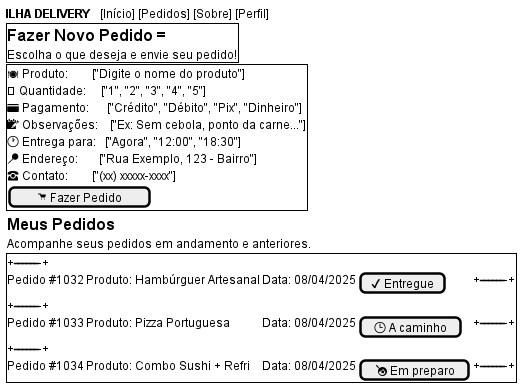 ILHA DELIVERY [Início] [Pedidos] [Sobre] [Perfil]
Fazer Novo Pedido =
Escolha o que deseja e envie seu pedido!
🍽 Produto: ["Digite o nome do produto"]
Quantidade: ["1", "2", "3", "4", "5"]
💳 Pagamento: ["Crédito", "Débito", "Pix", "Dinheiro"]
📝 Observações: ["Ex: Sem cebola, ponto da carne..."]
🕐 Entrega para: ["Agora", "12:00", "18:30"]
📍 Endereço: ["Rua Exemplo, 123 - Bairro"]
☎ Contato: ["(xx) xxxxx-xxxx"]
🛒 Fazer Pedido
Meus Pedidos
Acompanhe seus pedidos em andamento e anteriores.
+--------+
Pedido #1032 Produto: Hambúrguer Artesanal Data: 08/04/2025 ✓ Entregue +--------+
+--------+
Pedido #1033 Produto: Pizza Portuguesa Data: 08/04/2025 🕒 A caminho +--------+
+--------+
Pedido #1034 Produto: Combo Sushi + Refri Data: 08/04/2025 🍳 Em preparo +--------+